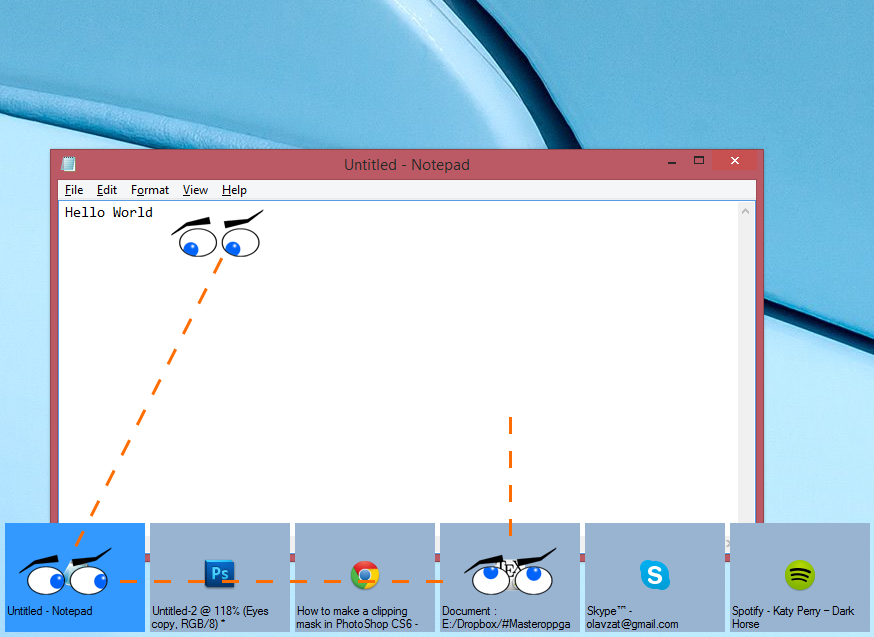 Untitled - Notepad
File Edit Format View Help
Hello World
Ps
S
Untitled - Notepad
Untitled-2 @ 118% (Eyes
copy, RGB/8) *
How to make a clipping
mask in PhotoShop CS6 -
Document :
E:/Dropbox/#Masteroppga
Skype™ -
olavzat@gmail.com
Spotify - Katy Perry – Dark
Horse